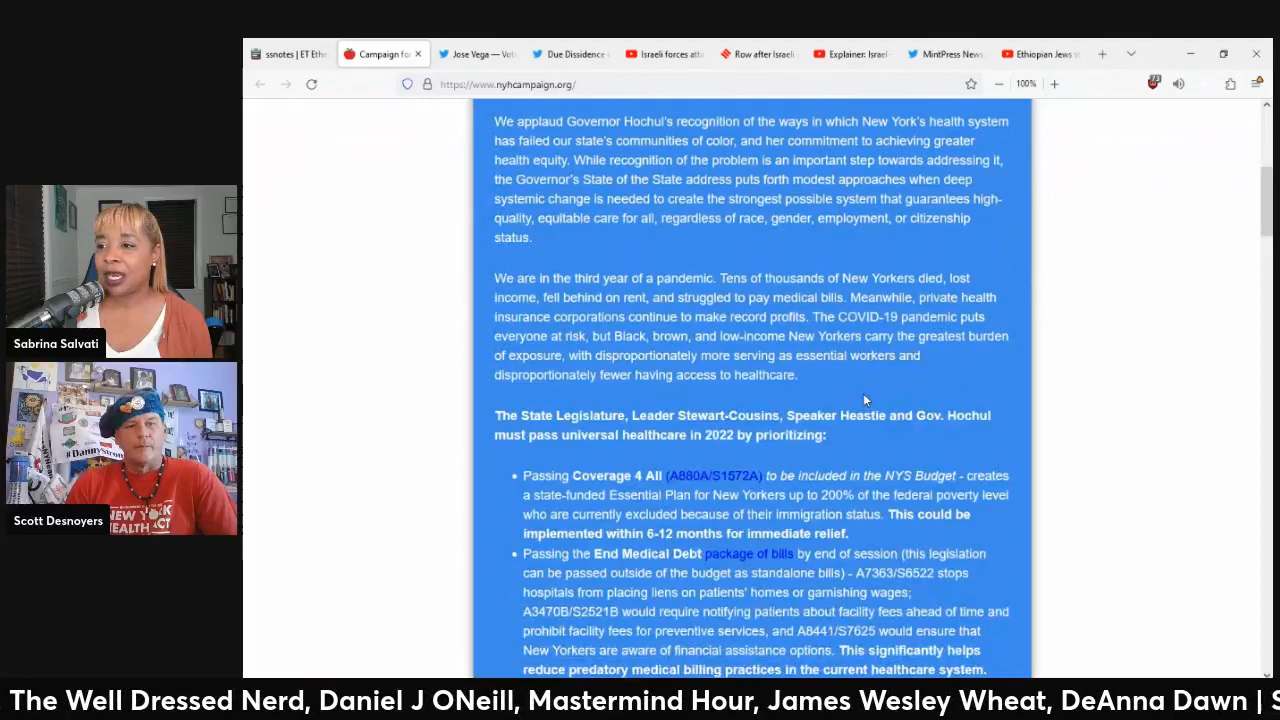 ssnotes | ET Ethe
Campaign fo
Jose Vega — Vot
Due Dissidence
Israeli forces atta
Row after Israeli
Explainer: Israel-
MintPress News
Ethiopian Jews s
https://www.nyhcampaign.org/
100%
We applaud Governor Hochul's recognition of the ways in which New York's health system
has failed our state's communities of color, and her commitment to achieving greater
health equity. While recognition of the problem is an important step towards addressing it,
the Governor's State of the State address puts forth modest approaches when deep
systemic change is needed to create the strongest possible system that guarantees high-
quality, equitable care for all, regardless of race, gender, employment, or citizenship
status.
We are in the third year of a pandemic. Tens of thousands of New Yorkers died, lost
income, fell behind on rent, and struggled to pay medical bills. Meanwhile, private health
insurance corporations continue to make record profits. The COVID-19 pandemic puts
everyone at risk, but Black, brown, and low-income New Yorkers carry the greatest burden
of exposure, with disproportionately more serving as essential workers and
disproportionately fewer having access to healthcare.
The State Legislature, Leader Stewart-Cousins, Speaker Heastie and Gov. Hochul
must pass universal healthcare in 2022 by prioritizing:
• Passing Coverage 4 All (A880A/S1572A) to be included in the NYS Budget - creates
a state-funded Essential Plan for New Yorkers up to 200% of the federal poverty level
who are currently excluded because of their immigration status. This could be
implemented within 6-12 months for immediate relief.
• Passing the End Medical Debt package of bills by end of session (this legislation
can be passed outside of the budget as standalone bills) - A7363/S6522 stops
hospitals from placing liens on patients' homes or garnishing wages;
A3470B/S2521B would require notifying patients about facility fees ahead of time and
prohibit facility fees for preventive services, and A8441/S7625 would ensure that
New Yorkers are aware of financial assistance options. This significantly helps
reduce predatory medical billing practices in the current healthcare system.
Sabrina Salvati
#DannyStron
NEW YORK
HEALTH ACT
Scott Desnoyers
The Well Dressed Nerd, Daniel J ONeill, Mastermind Hour, James Wesley Wheat, DeAnna Dawn | S